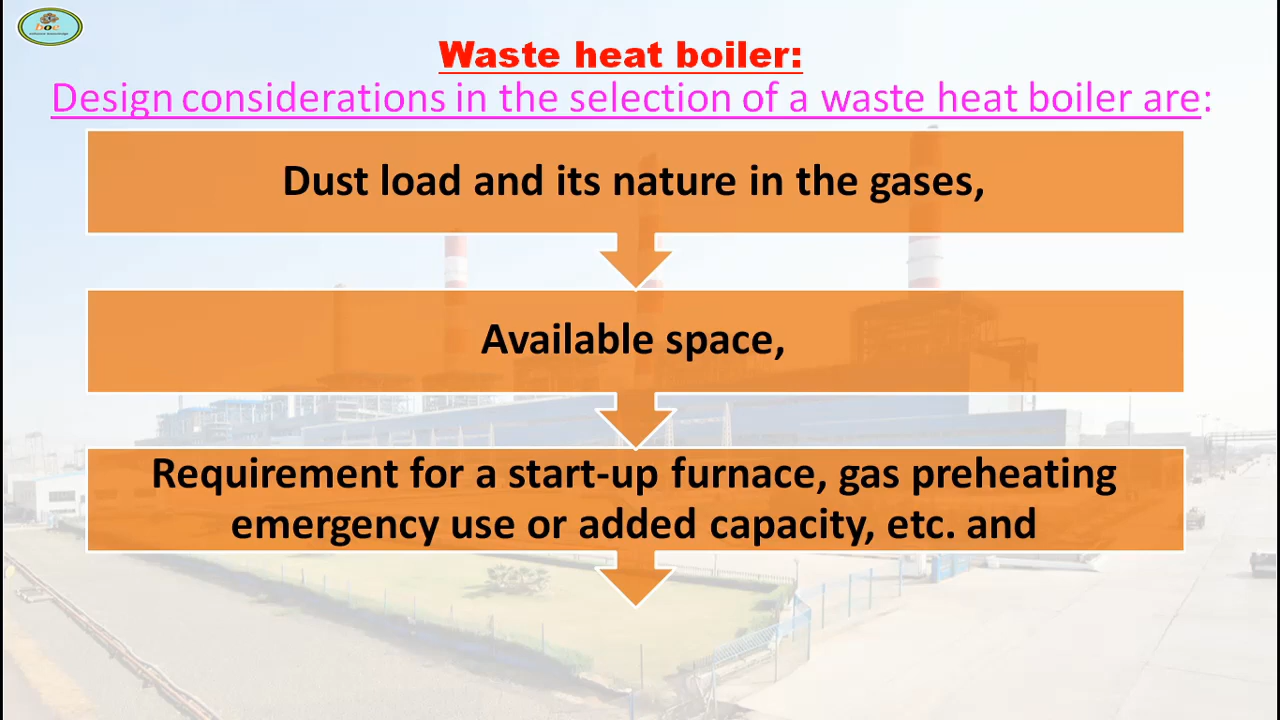 Waste heat boiler:
Design considerations in the selection of a waste heat boiler are:
Dust load and its nature in the gases,
Available space,
Requirement for a start-up furnace, gas preheating
emergency use or added capacity, etc. and